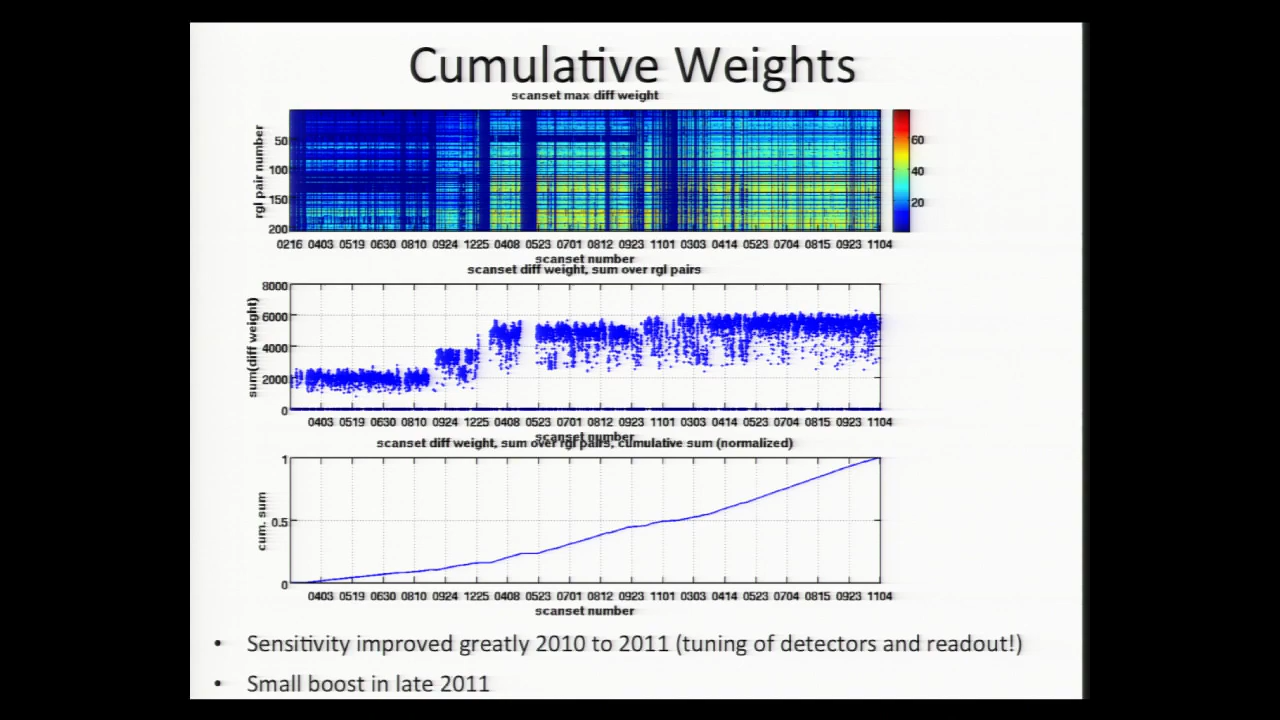 Cumulative Weights
scanset max diff weight
rgl pair number
50
100
150
200
60
40
20
0216 0403 0519 0630 0810 0924 1225 0408 0523 0701 0812 0923 1101 0303 0414 0523 0704 0815 0923 1104
scanset number
scanset diff weight, sum over rgl pairs
sum(diff weight)
8000
6000
4000
2000
0
0403 0519 0630 0810 0924 1225 0408 0523 0701 0812 0923 1101 0303 0414 0523 0704 0815 0923 1104
scanset number
scanset diff weight, sum over rgl pairs, cumulative sum (normalized)
cum. sum
1
0.5
0
0403 0519 0630 0810 0924 1225 0408 0523 0701 0812 0923 1101 0303 0414 0523 0704 0815 0923 1104
scanset number
• Sensitivity improved greatly 2010 to 2011 (tuning of detectors and readout!)
• Small boost in late 2011